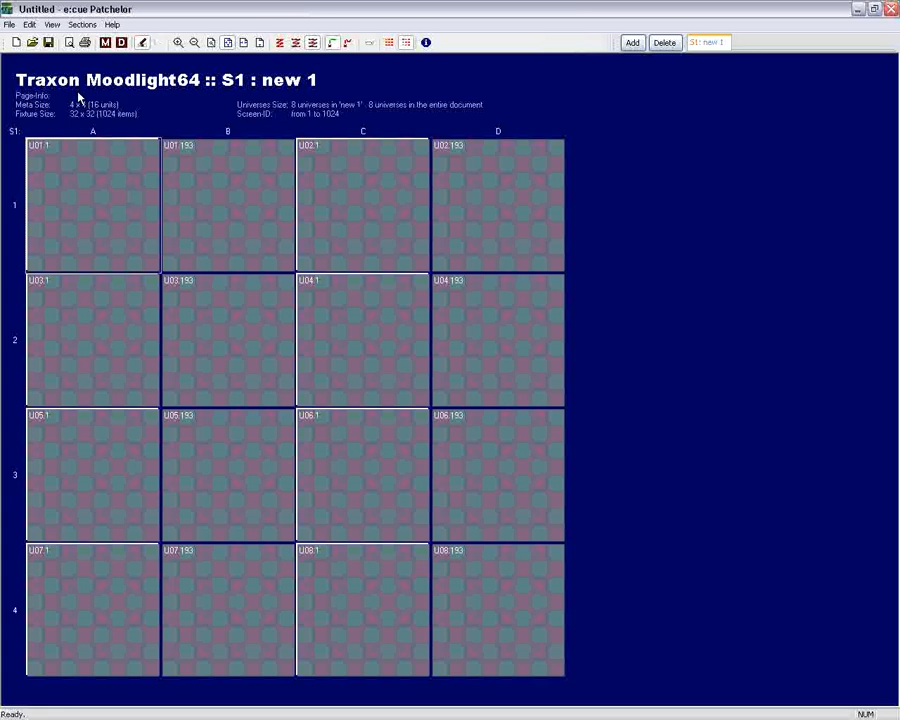 Untitled - e:cue Patchelor
File Edit View Sections Help
M D Add Delete S1: new 1
Traxon Moodlight64 :: S1 : new 1
Page-Info:
Meta Size: 4 x 4 (16 units) Universes Size: 8 universes in 'new 1' 8 universes in the entire document
Fixture Size: 32 x 32 (1024 items) Screen-ID: from 1 to 1024
S1: A B C D
U01.1 U01.193 U02.1 U02.193
1
U03.1 U03.193 U04.1 U04.193
2
U05.1 U05.193 U06.1 U06.193
3
U07.1 U07.193 U08.1 U08.193
4
Ready. NUM